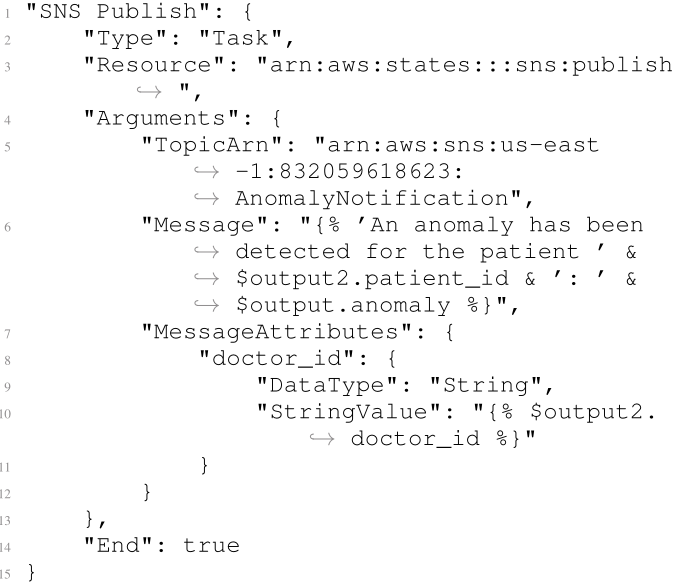 1 "SNS Publish": {
2 "Type": "Task",
3 "Resource": "arn:aws:states:::sns:publish
↪ ",
4 "Arguments": {
5 "TopicArn": "arn:aws:sns:us-east
↪ -1:832059618623:
↪ AnomalyNotification",
6 "Message": "{% 'An anomaly has been
↪ detected for the patient ' &
↪ $output2.patient_id & ': ' &
↪ $output.anomaly %}",
7 "MessageAttributes": {
8 "doctor_id": {
9 "DataType": "String",
10 "StringValue": "{% $output2.
↪ doctor_id %}"
11 }
12 }
13 },
14 "End": true
15 }